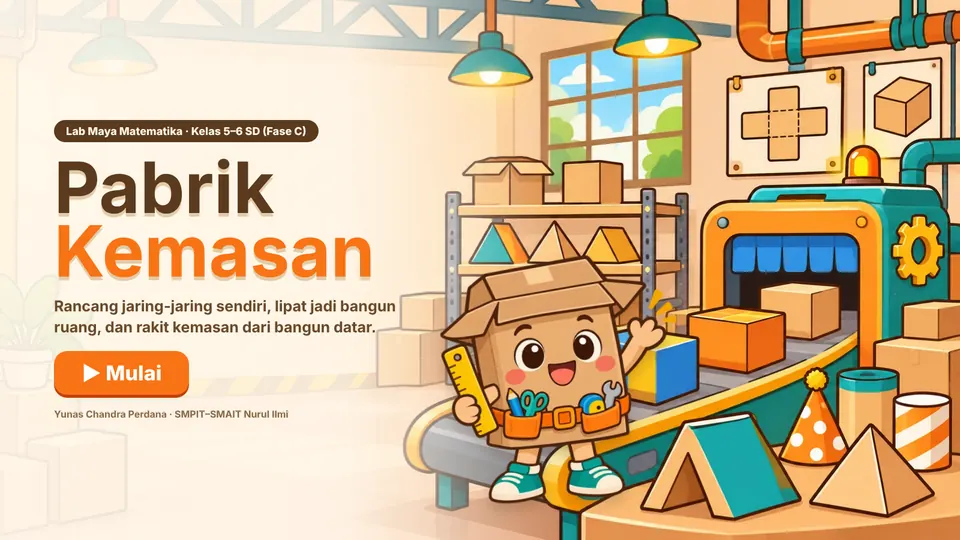 Lab Maya Matematika · Kelas 5–6 SD (Fase C)
Pabrik
Kemasan
Rancang jaring-jaring sendiri, lipat jadi bangun
ruang, dan rakit kemasan dari bangun datar.
▶ Mulai
Yunas Chandra Perdana · SMPIT–SMAIT Nurul Ilmi